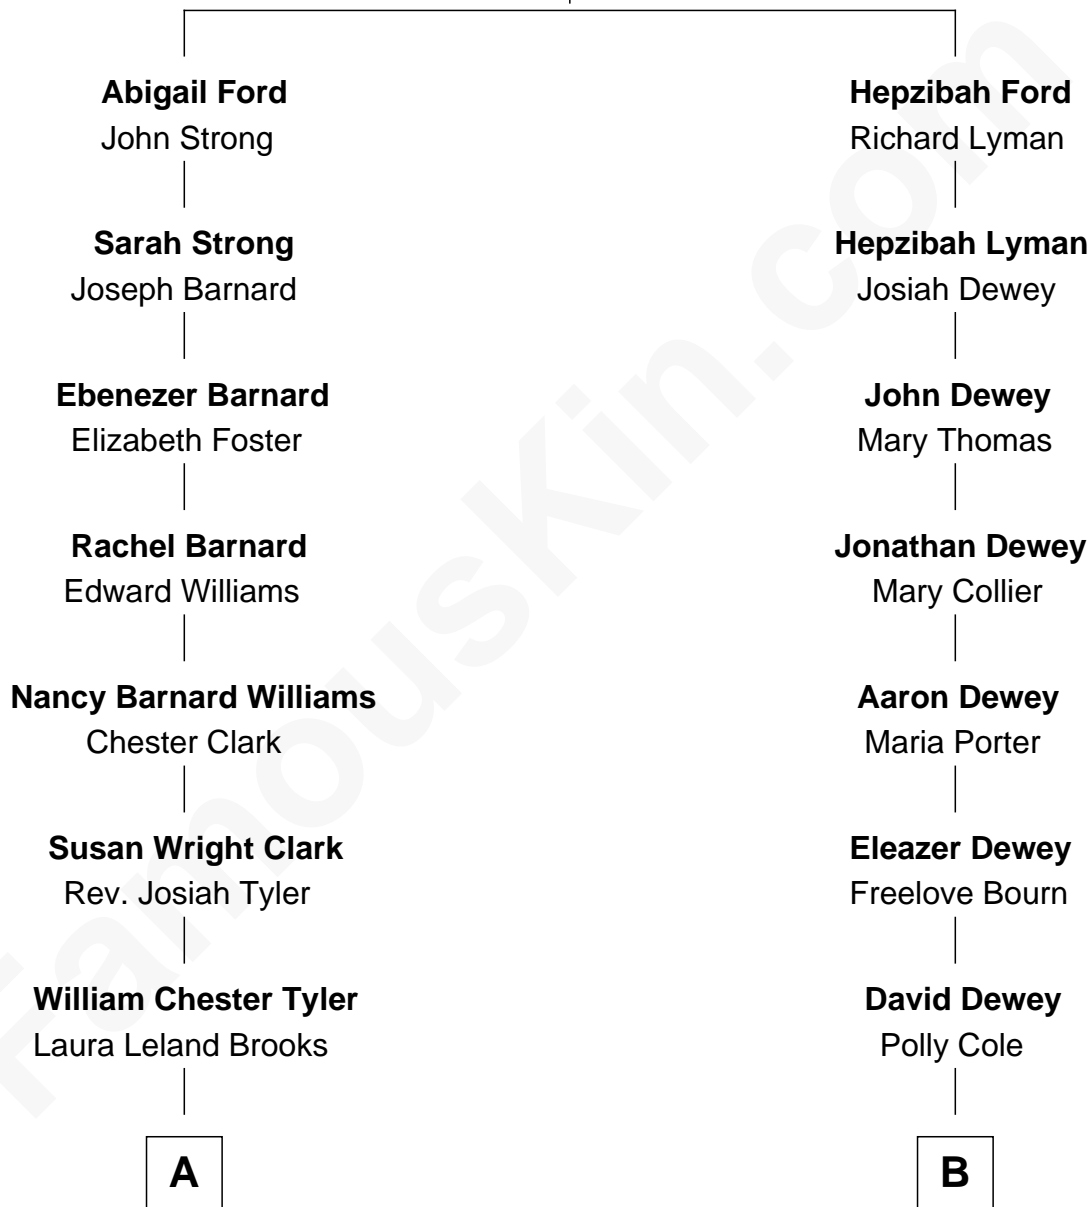 Abigail Ford
John Strong
Sarah Strong
Joseph Barnard
Ebenezer Barnard
Elizabeth Foster
Rachel Barnard
Edward Williams
Nancy Barnard Williams
Chester Clark
Susan Wright Clark
Rev. Josiah Tyler
William Chester Tyler
Laura Leland Brooks
A
Hepzibah Ford
Richard Lyman
Hepzibah Lyman
Josiah Dewey
John Dewey
Mary Thomas
Jonathan Dewey
Mary Collier
Aaron Dewey
Maria Porter
Eleazer Dewey
Freelove Bourn
David Dewey
Polly Cole
B
FamousKin.com